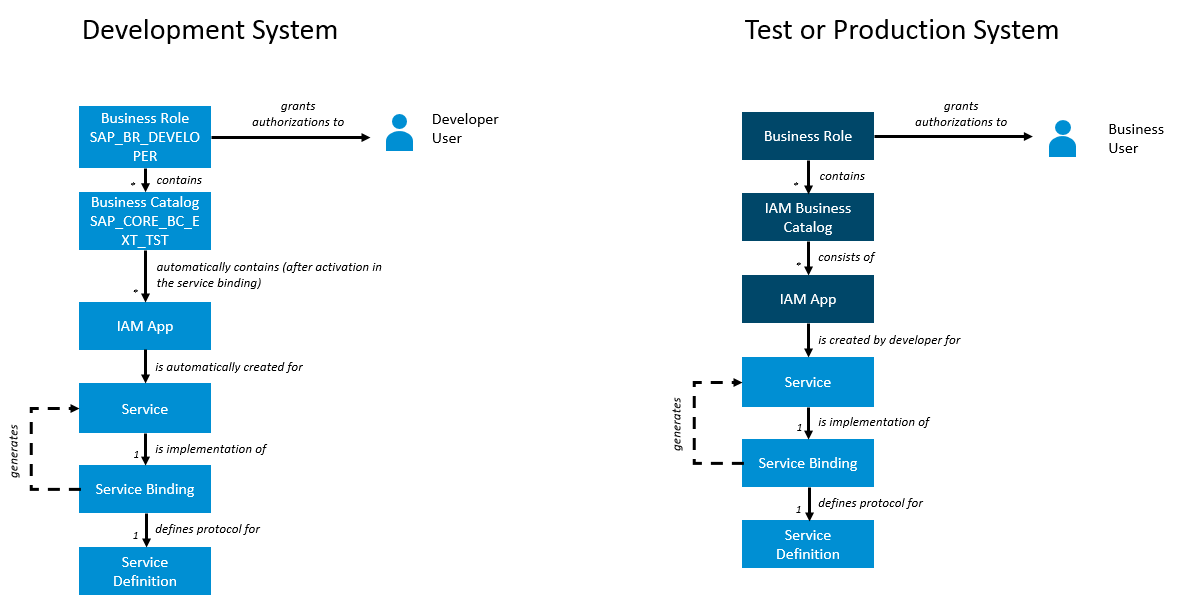 Development System
grants
authorizations to
Business Role
SAP_BR_DEVELO
PER
Developer
User
* contains
Business Catalog
SAP_CORE_BC_E
XT_TST
automatically contains (after activation in
the service binding)
*
IAM App
is automatically created for
Service
generates
1 is implementation of
Service Binding
1 defines protocol for
Service
Definition
Test or Production System
grants
authorizations to
Business Role
Business
User
* contains
IAM Business
Catalog
* consists of
IAM App
is created by developer for
Service
generates
1 is implementation of
Service Binding
1 defines protocol for
Service
Definition